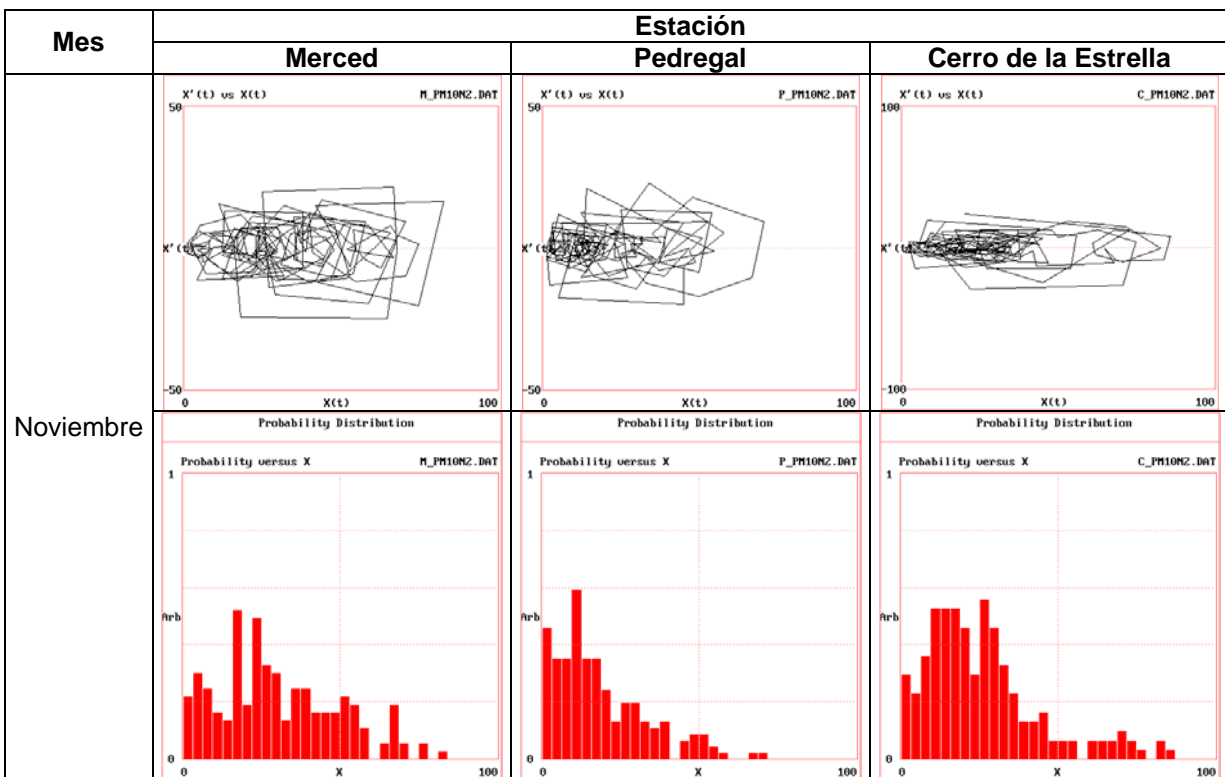 Mes
Estación
Merced
Pedregal
Cerro de la Estrella
Noviembre
X'(t) vs X(t) M_PM10N2.DAT
50
X'(t)
-50
0 X(t) 100
X'(t) vs X(t) P_PM10N2.DAT
50
X'(t)
-50
0 X(t) 100
X'(t) vs X(t) C_PM10N2.DAT
100
X'(t)
-100
0 X(t) 100
Probability Distribution
Probability versus X M_PM10N2.DAT
1
Arb
0
0 X 100
Probability Distribution
Probability versus X P_PM10N2.DAT
1
Arb
0
0 X 100
Probability Distribution
Probability versus X C_PM10N2.DAT
1
Arb
0
0 X 100